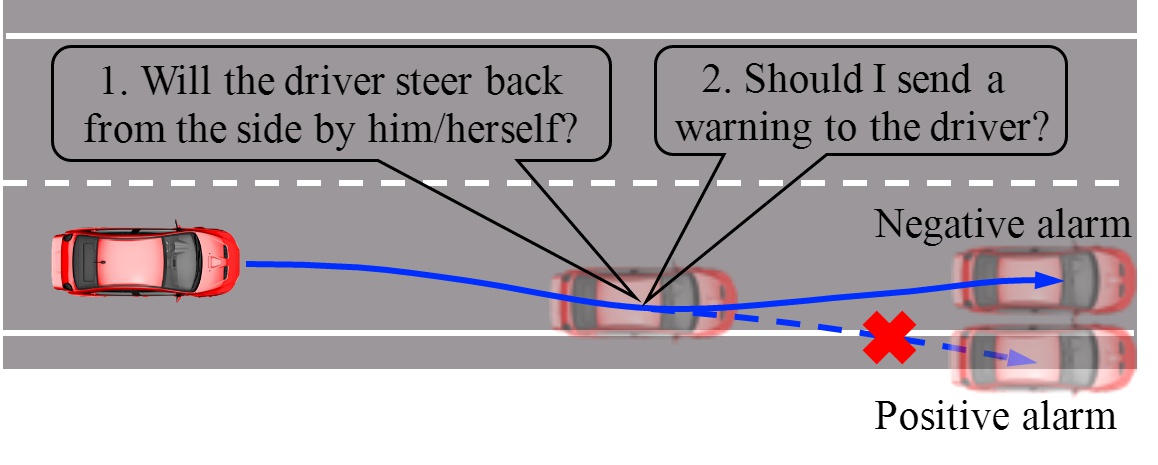 1. Will the driver steer back
from the side by him/herself?
2. Should I send a
warning to the driver?
Negative alarm
Positive alarm